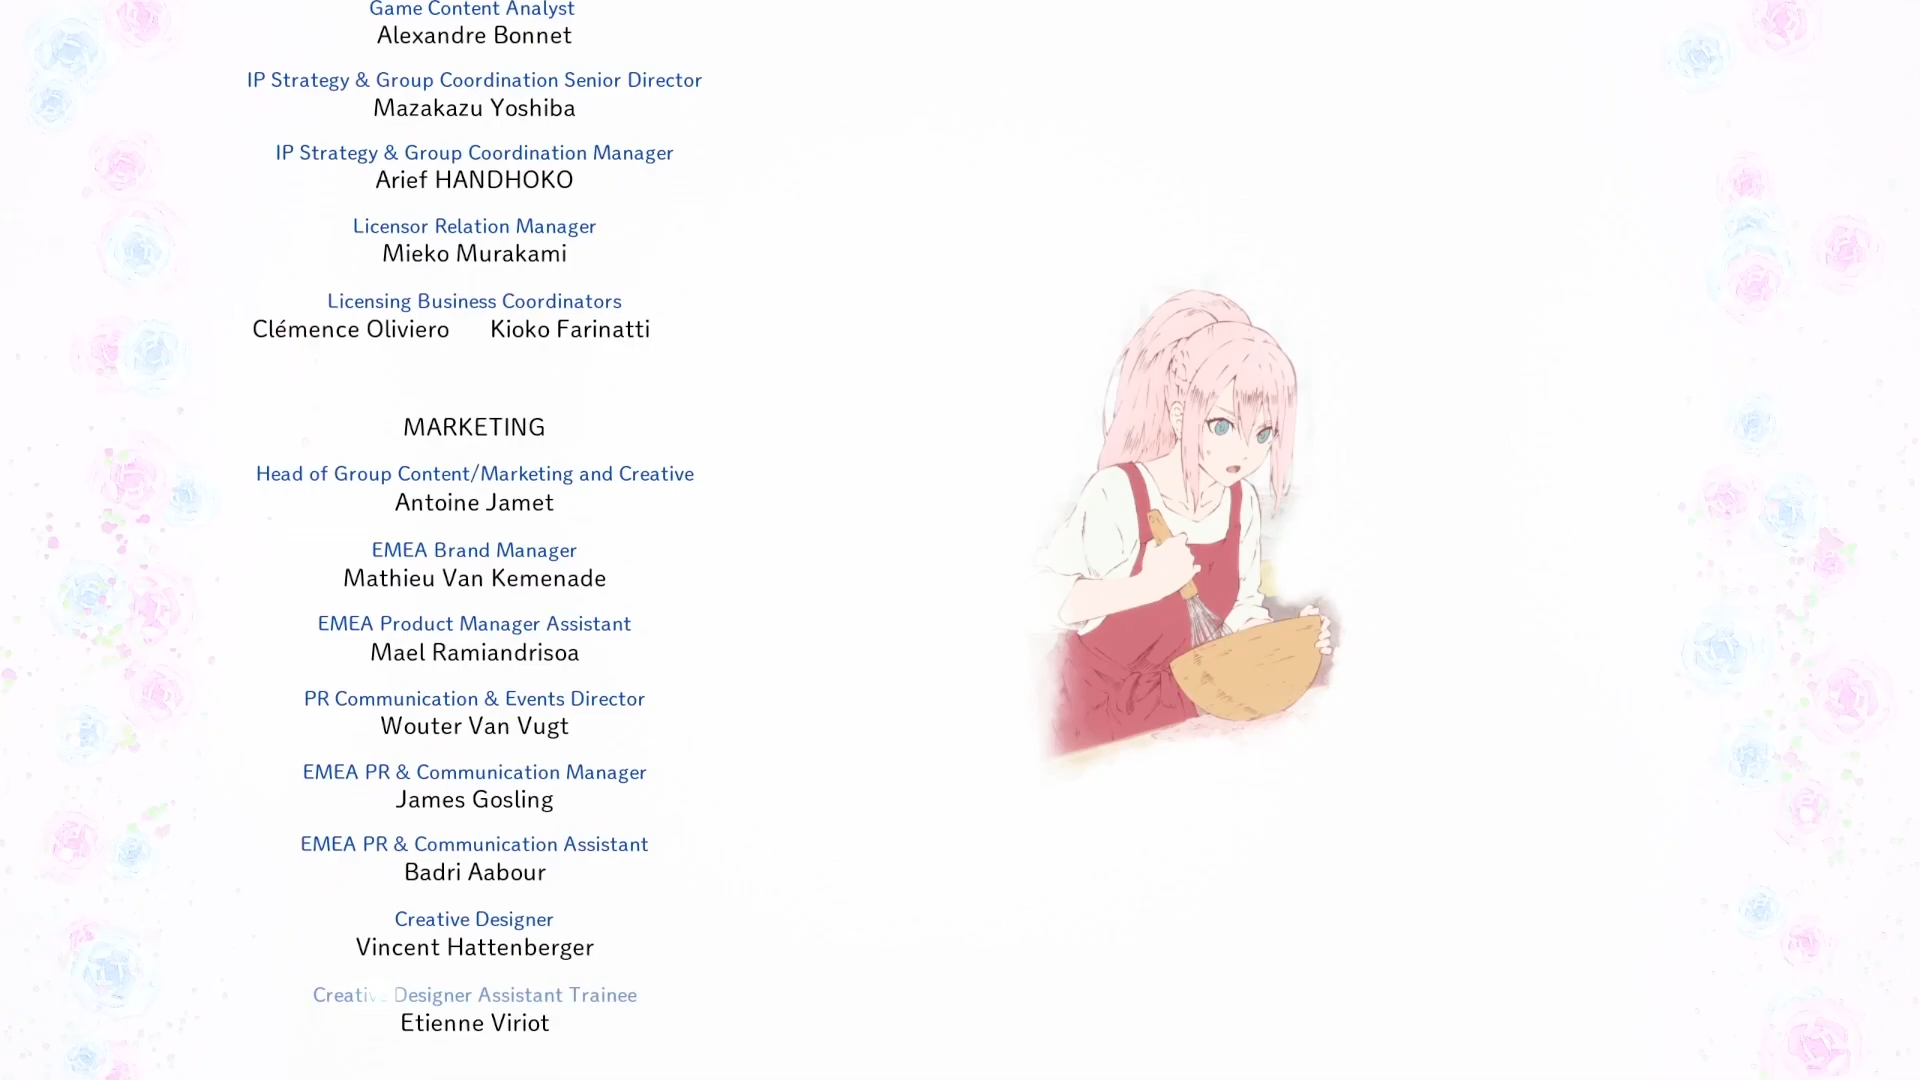 Game Content Analyst
Alexandre Bonnet
IP Strategy & Group Coordination Senior Director
Mazakazu Yoshiba
IP Strategy & Group Coordination Manager
Arief HANDHOKO
Licensor Relation Manager
Mieko Murakami
Licensing Business Coordinators
Clémence Oliviero Kioko Farinatti
MARKETING
Head of Group Content/Marketing and Creative
Antoine Jamet
EMEA Brand Manager
Mathieu Van Kemenade
EMEA Product Manager Assistant
Mael Ramiandrisoa
PR Communication & Events Director
Wouter Van Vugt
EMEA PR & Communication Manager
James Gosling
EMEA PR & Communication Assistant
Badri Aabour
Creative Designer
Vincent Hattenberger
Creative Designer Assistant Trainee
Etienne Viriot